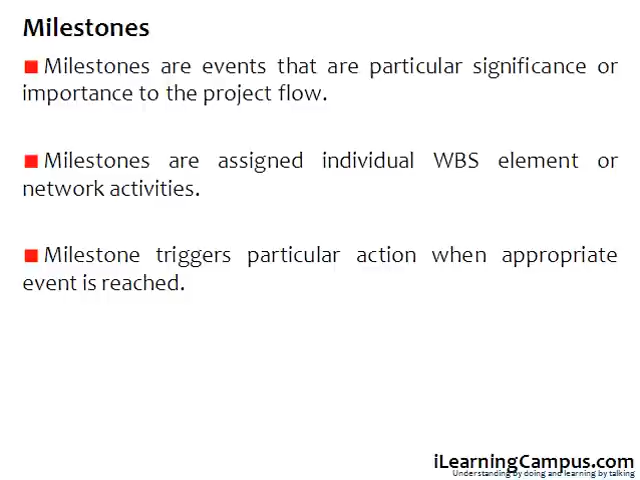 Milestones
Milestones are events that are particular significance or
importance to the project flow.
Milestones are assigned individual WBS element or
network activities.
Milestone triggers particular action when appropriate
event is reached.
iLearningCampus.com
Understanding by doing and learning by talking